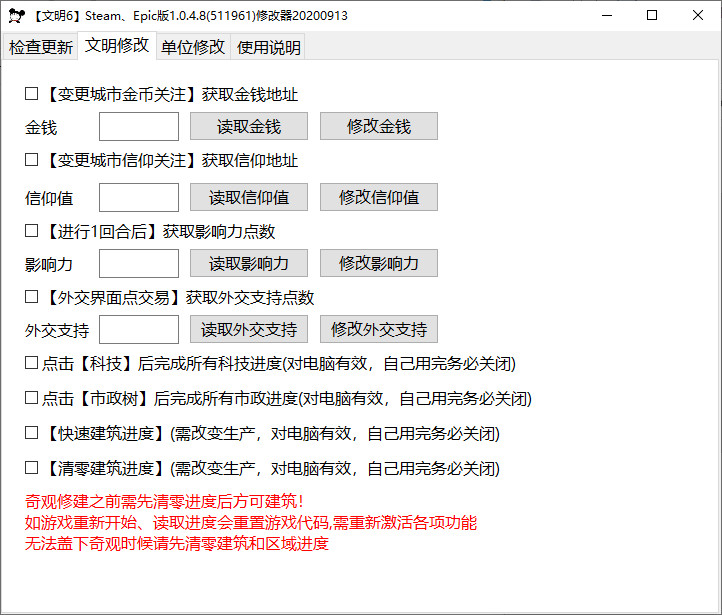 【文明6】Steam、Epic版1.0.4.8(511961)修改器20200913
检查更新 文明修改 单位修改 使用说明
【变更城市金币关注】获取金钱地址
金钱 读取金钱 修改金钱
【变更城市信仰关注】获取信仰地址
信仰值 读取信仰值 修改信仰值
【进行1回合后】获取影响力点数
影响力 读取影响力 修改影响力
【外交界面点交易】获取外交支持点数
外交支持 读取外交支持 修改外交支持
点击【科技】后完成所有科技进度(对电脑有效，自己用完务必关闭)
点击【市政树】后完成所有市政进度(对电脑有效，自己用完务必关闭)
【快速建筑进度】(需改变生产，对电脑有效，自己用完务必关闭)
【清零建筑进度】(需改变生产，对电脑有效，自己用完务必关闭)
奇观修建之前需先清零进度后方可建筑！
如游戏重新开始、读取进度会重置游戏代码,需重新激活各项功能
无法盖下奇观时候请先清零建筑和区域进度